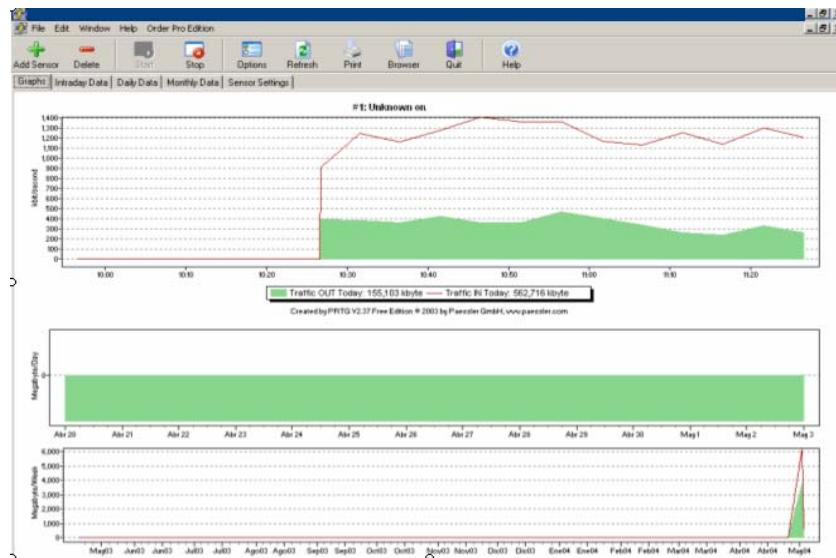 File Edit Window Help Order Pro Edition
Add Sensor Delete Start Stop Options Refresh Print Browser Quit Help
Graphs Intraday Data Daily Data Monthly Data Sensor Settings
#1: Unknown on
kbit/second
1,400
1,300
1,200
1,100
1,000
900
800
700
600
500
400
300
200
100
0
10:00 10:10 10:20 10:30 10:40 10:50 11:00 11:10 11:20
Traffic OUT Today: 155,103 kbyte Traffic IN Today: 562,716 kbyte
Created by PRTG V2.37 Free Edition © 2003 by Paessler GmbH, www.paessler.com
Megabyte/Day
0
Abr 20 Abr 21 Abr 22 Abr 23 Abr 24 Abr 25 Abr 26 Abr 27 Abr 28 Abr 29 Abr 30 May 1 May 2 May 3
Megabyte/Week
6,000
5,000
4,000
3,000
2,000
1,000
0
May03 Jun03 Jun03 Jul03 Jul03 Ago03 Ago03 Sep03 Sep03 Oct03 Oct03 Nov03 Nov03 Dic03 Dic03 Ene04 Ene04 Feb04 Feb04 Mar04 Mar04 Abr04 Abr04 May04